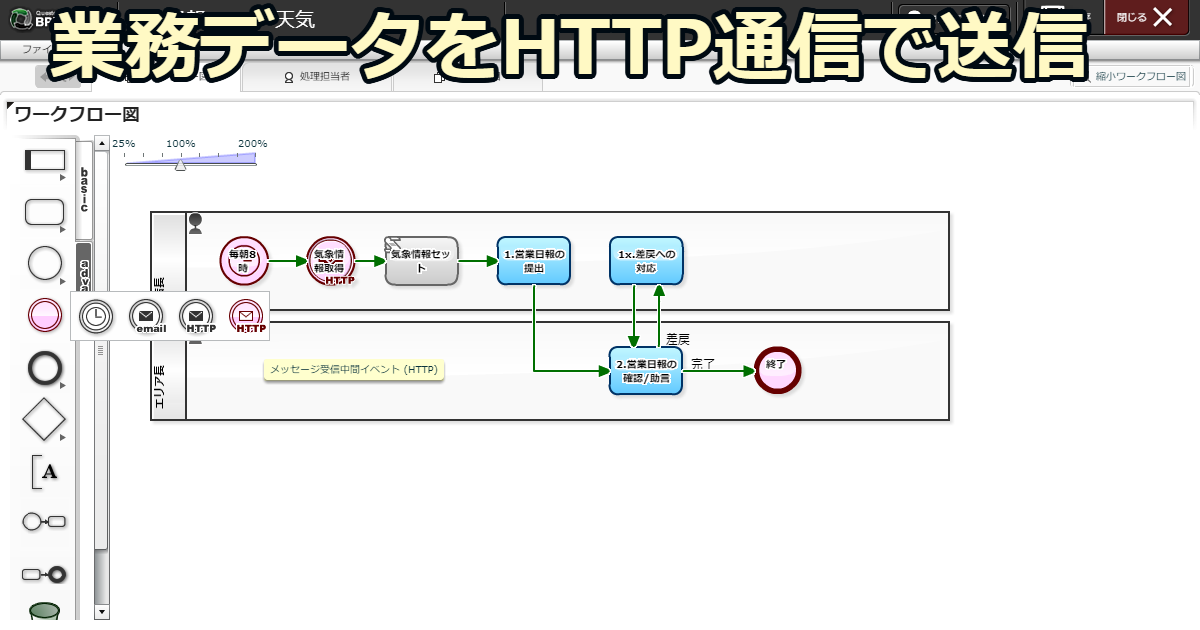 天気
業務データをHTTP通信で送信
閉じる
ファイ
処理担当者
縮小ワークフロー図
ワークフロー図
25% 100% 200%
basic
adva
毎朝8時
気象情報取得
HTTP
気象情報セット
1.営業日報の提出
1x.差戻への対応
長
email
HTTP
HTTP
差戻
メッセージ受信中間イベント (HTTP)
エリア長
2.営業日報の確認/助言
完了
終了
A